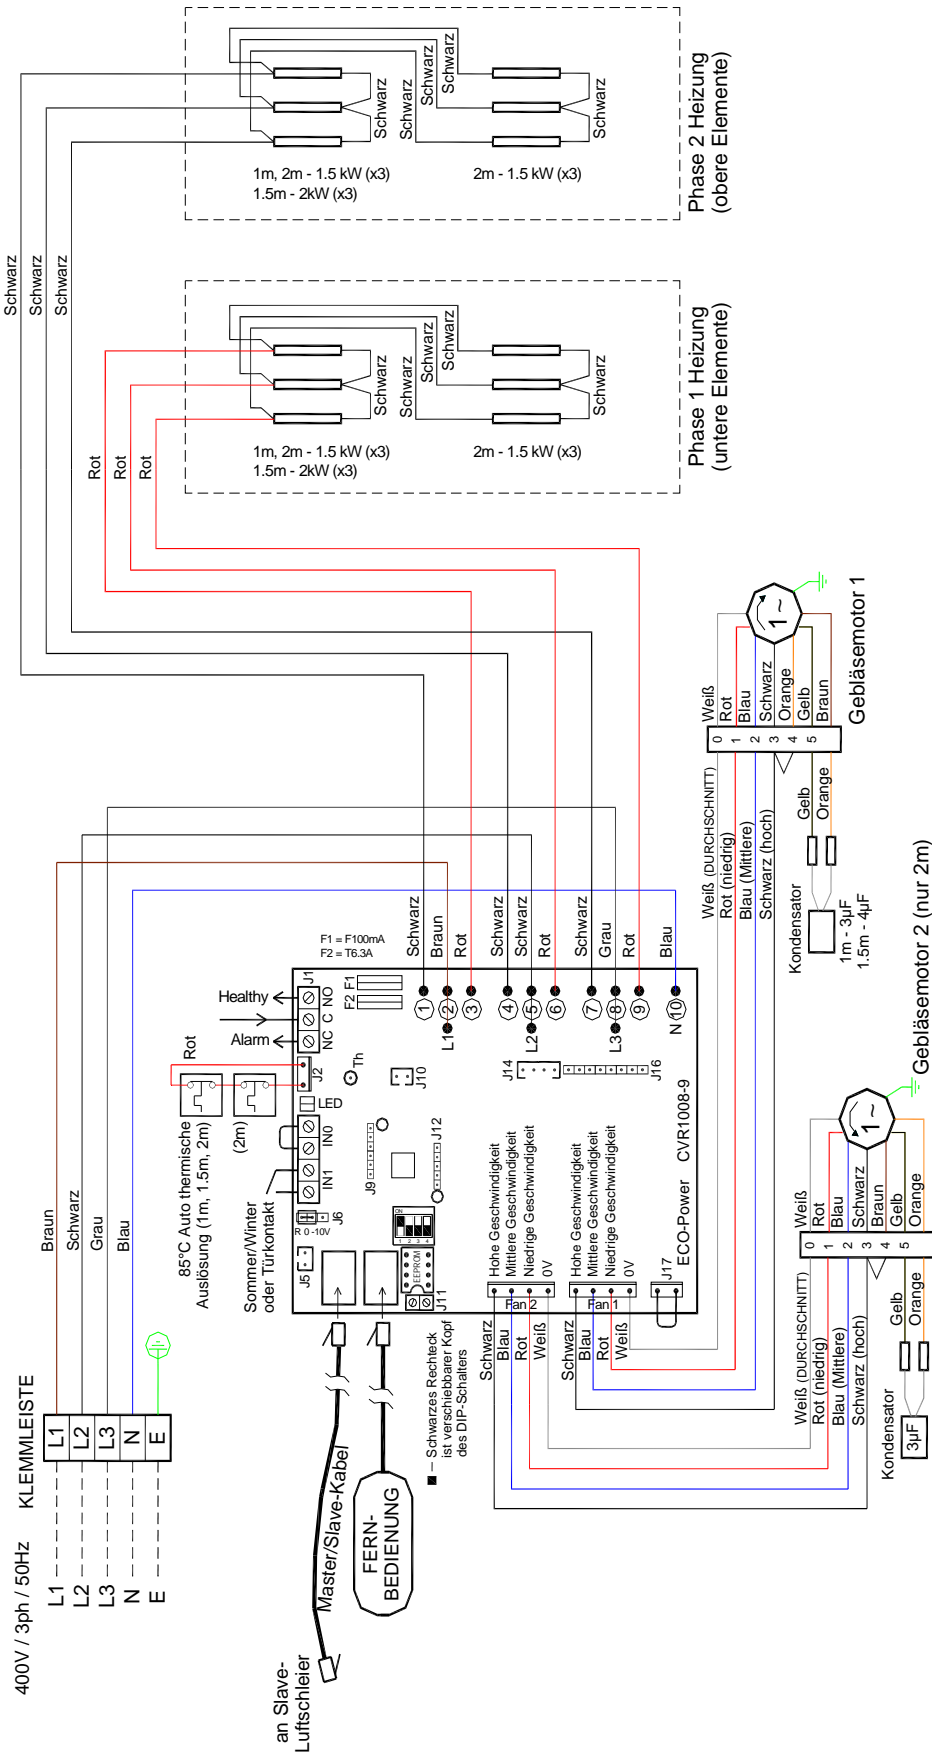 400V / 3ph / 50Hz
KLEMMLEISTE
L1
L2
L3
N
E
L1
L2
L3
N
E
Braun
Schwarz
Grau
Blau
Schwarz
Schwarz
Schwarz
Rot
Rot
Rot
Schwarz
Schwarz
Schwarz
Schwarz
Schwarz
Schwarz
1m, 2m - 1.5 kW (x3)
1.5m - 2kW (x3)
2m - 1.5 kW (x3)
Phase 2 Heizung
(obere Elemente)
Schwarz
Schwarz
Schwarz
Schwarz
Schwarz
1m, 2m - 1.5 kW (x3)
1.5m - 2kW (x3)
2m - 1.5 kW (x3)
Phase 1 Heizung
(untere Elemente)
85°C Auto thermische
Auslösung (1m, 1.5m, 2m)
(2m)
Rot
Sommer/Winter
oder Türkontakt
Healthy
Alarm
F1 = F100mA
F2 = T6.3A
J1
NO
C
NC
F1
F2
J2
LED
Th
J10
IN0
IN1
J9
J12
J6
R 0 -10V
J5
ON
1 2 3 4
EEPROM
J11
J14
J16
L1
L2
L3
1
2
3
4
5
6
7
8
9
N 10
Schwarz
Braun
Rot
Schwarz
Schwarz
Rot
Schwarz
Grau
Rot
Blau
Hohe Geschwindigkeit
Mittlere Geschwindigkeit
Niedrige Geschwindigkeit
0V
Fan 2
Hohe Geschwindigkeit
Mittlere Geschwindigkeit
Niedrige Geschwindigkeit
0V
Fan 1
J17
ECO-Power CVR1008-9
Schwarz
Blau
Rot
Weiß
Schwarz
Blau
Rot
Weiß
– Schwarzes Rechteck
ist verschiebbarer Kopf
des DIP-Schalters
an Slave-
Luftschleier
Master/Slave-Kabel
FERN-
BEDIENUNG
Weiß (DURCHSCHNITT)
Rot (niedrig)
Blau (Mittlere)
Schwarz (hoch)
0
1
2
3
4
5
Weiß
Rot
Blau
Schwarz
Orange
Gelb
Braun
1~
Gelb
Orange
Kondensator
1m - 3µF
1.5m - 4µF
Gebläsemotor 1
Weiß (DURCHSCHNITT)
Rot (niedrig)
Blau (Mittlere)
Schwarz (hoch)
0
1
2
3
4
5
Weiß
Rot
Blau
Schwarz
Braun
Gelb
Orange
1~
Gelb
Orange
Kondensator
3µF
Gebläsemotor 2 (nur 2m)